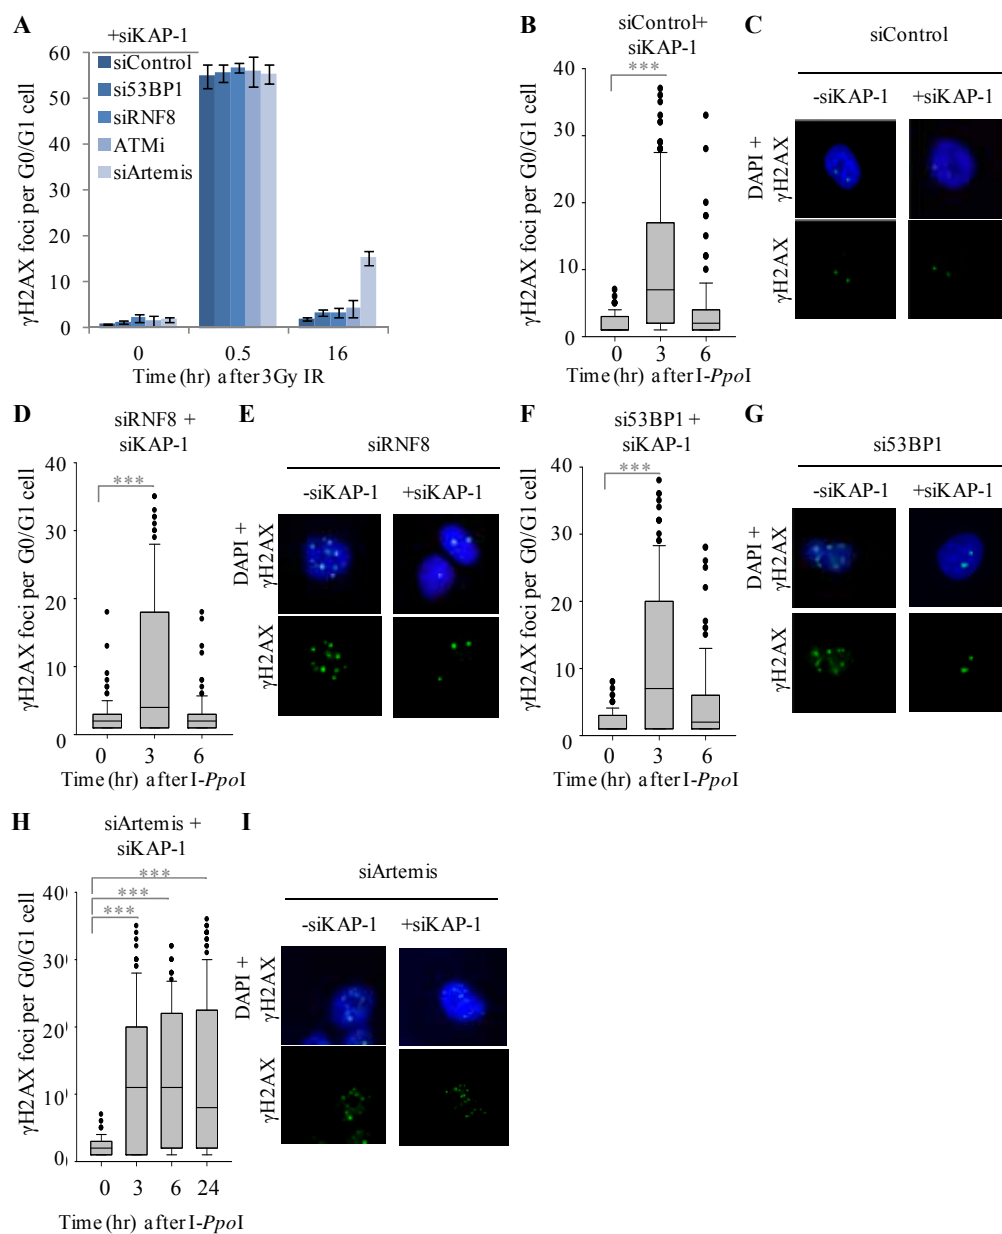 A
+siKAP-1
siControl
si53BP1
siRNF8
ATMi
siArtemis
γH2AX foci per G0/G1 cell
60
50
40
30
20
10
0
0 0.5 16
Time (hr) after 3Gy IR
B
siControl+
siKAP-1
***
γH2AX foci per G0/G1 cell
40
30
20
10
0
0 3 6
Time (hr) after I-PpoI
C
siControl
-siKAP-1 +siKAP-1
DAPI +
γH2AX
γH2AX
D
siRNF8 +
siKAP-1
***
γH2AX foci per G0/G1 cell
40
30
20
10
0
0 3 6
Time (hr) after I-PpoI
E
siRNF8
-siKAP-1 +siKAP-1
DAPI +
γH2AX
γH2AX
F
si53BP1 +
siKAP-1
***
γH2AX foci per G0/G1 cell
40
30
20
10
0
0 3 6
Time (hr) after I-PpoI
G
si53BP1
-siKAP-1 +siKAP-1
DAPI +
γH2AX
γH2AX
H
siArtemis +
siKAP-1
***
***
***
γH2AX foci per G0/G1 cell
40
30
20
10
0
0 3 6 24
Time (hr) after I-PpoI
I
siArtemis
-siKAP-1 +siKAP-1
DAPI +
γH2AX
γH2AX